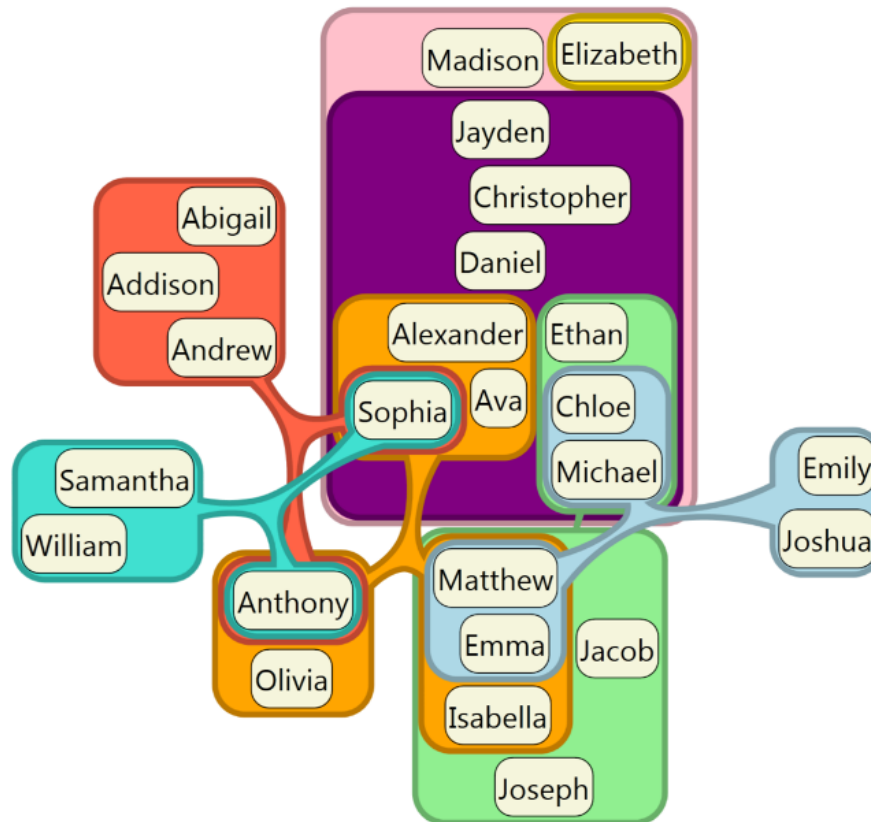 Madison
Elizabeth
Jayden
Christopher
Abigail
Daniel
Addison
Alexander
Ethan
Andrew
Sophia
Ava
Chloe
Michael
Samantha
Emily
William
Joshua
Matthew
Anthony
Emma
Jacob
Olivia
Isabella
Joseph